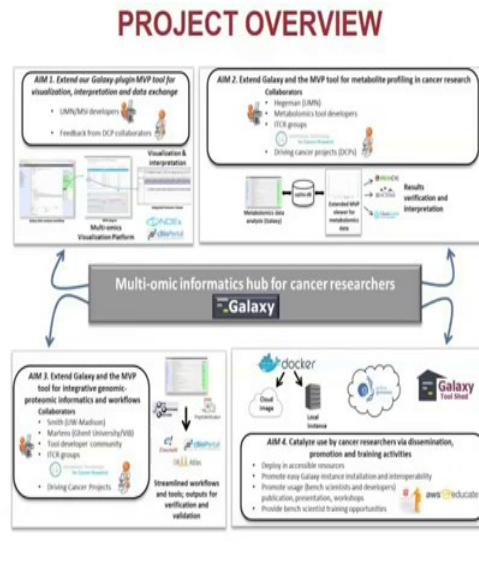 PROJECT OVERVIEW
AIM 1. Extend our Galaxy-plugin MVP tool for
visualization, interpretation and data exchange
• UMN/MSI developers
• Feedback from DCP collaborators
Visualization &
interpretation
Multi-omics
Visualization Platform
NDEx
cBioPortal
AIM 2. Extend Galaxy and the MVP tool for metabolite profiling in cancer research
Collaborators
• Hegeman (UMN)
• Metabolomics tool developers
• ITCR groups
• Driving cancer projects (DCPs)
Metabolomics data
analysis (Galaxy)
Extended MVP
viewer for
metabolomics
data
Results
verification and
interpretation
Multi-omic informatics hub for cancer researchers
Galaxy
AIM 3. Extend Galaxy and the MVP
tool for integrative genomic-
proteomic informatics and workflows
Collaborators
• Smith (UW-Madison)
• Martens (Ghent University/VIB)
• Tool developer community
• ITCR groups
• Driving Cancer Projects
cBioPortal
Atlas
Streamlined workflows
and tools; outputs for
verification and
validation
docker
Cloud
image
Local
Instance
Galaxy
Tool Shed
AIM 4. Catalyze use by cancer researchers via dissemination,
promotion and training activities
• Deploy in accessible resources
• Promote easy Galaxy instance installation and interoperability
• Promote usage (bench scientists and developers)
publication, presentation, workshops
• Provide bench scientist training opportunities
aws educate